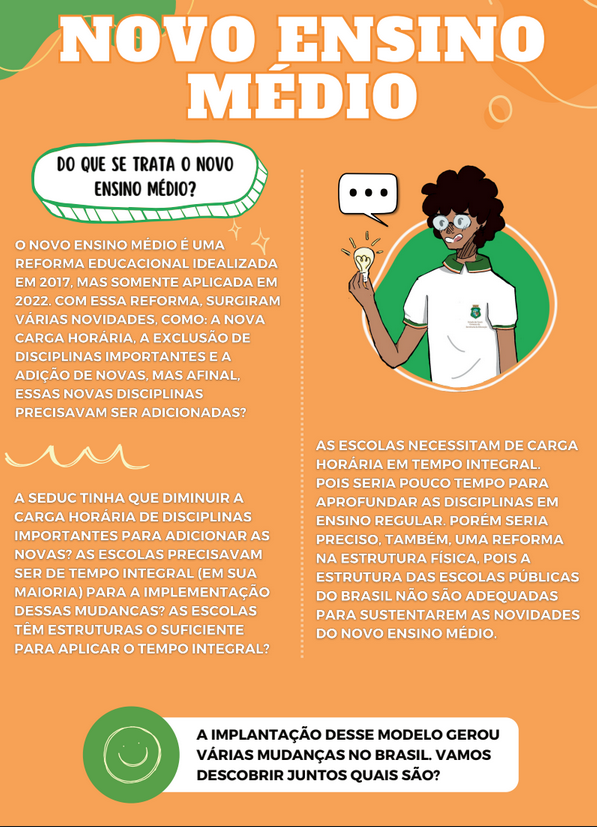 NOVO ENSINO
MÉDIO
DO QUE SE TRATA O NOVO
ENSINO MÉDIO?
O NOVO ENSINO MÉDIO É UMA
REFORMA EDUCACIONAL IDEALIZADA
EM 2017, MAS SOMENTE APLICADA EM
2022. COM ESSA REFORMA, SURGIRAM
VÁRIAS NOVIDADES, COMO: A NOVA
CARGA HORÁRIA, A EXCLUSÃO DE
DISCIPLINAS IMPORTANTES E A
ADIÇÃO DE NOVAS, MAS AFINAL,
ESSAS NOVAS DISCIPLINAS
PRECISAVAM SER ADICIONADAS?
A SEDUC TINHA QUE DIMINUIR A
CARGA HORÁRIA DE DISCIPLINAS
IMPORTANTES PARA ADICIONAR AS
NOVAS? AS ESCOLAS PRECISAVAM
SER DE TEMPO INTEGRAL (EM SUA
MAIORIA) PARA A IMPLEMENTAÇÃO
DESSAS MUDANCAS? AS ESCOLAS
TÊM ESTRUTURAS O SUFICIENTE
PARA APLICAR O TEMPO INTEGRAL?
AS ESCOLAS NECESSITAM DE CARGA
HORÁRIA EM TEMPO INTEGRAL.
POIS SERIA POUCO TEMPO PARA
APROFUNDAR AS DISCIPLINAS EM
ENSINO REGULAR. PORÉM SERIA
PRECISO, TAMBÉM, UMA REFORMA
NA ESTRUTURA FÍSICA, POIS A
ESTRUTURA DAS ESCOLAS PÚBLICAS
DO BRASIL NÃO SÃO ADEQUADAS
PARA SUSTENTAREM AS NOVIDADES
DO NOVO ENSINO MÉDIO.
A IMPLANTAÇÃO DESSE MODELO GEROU
VÁRIAS MUDANÇAS NO BRASIL. VAMOS
DESCOBRIR JUNTOS QUAIS SÃO?